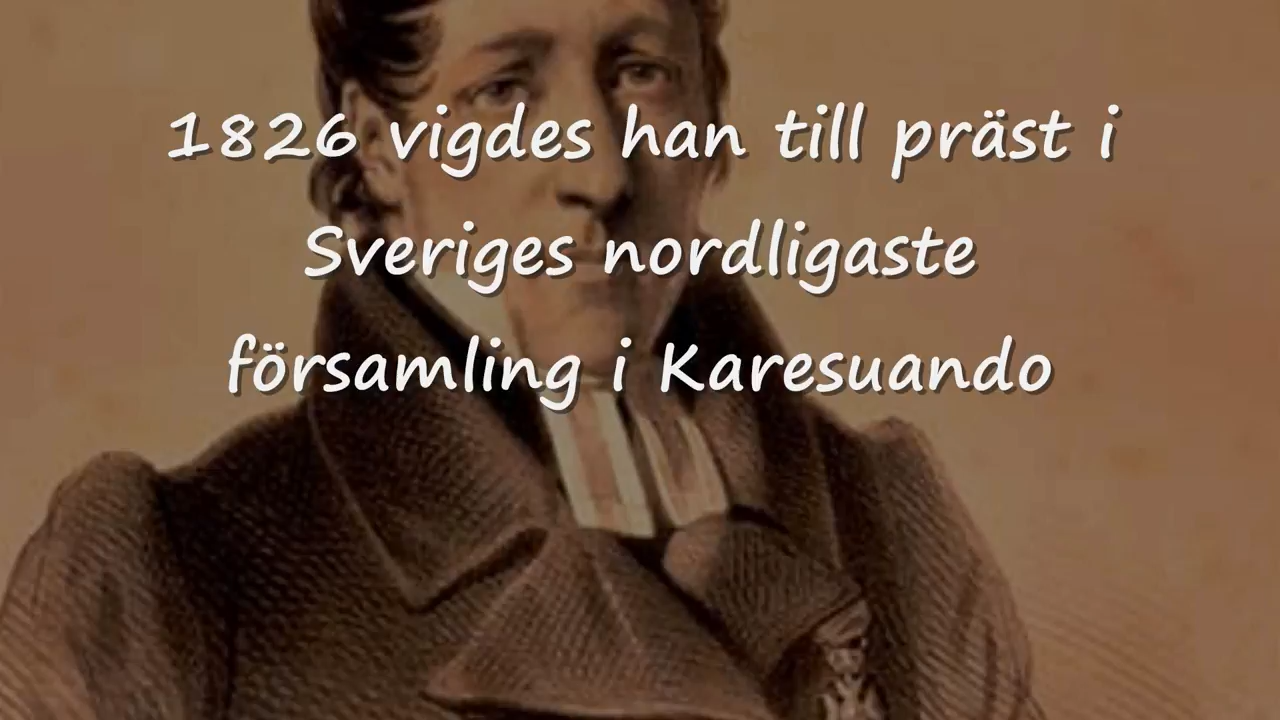 1826 vigdes han till präst i
Sveriges nordligaste
församling i Karesuando